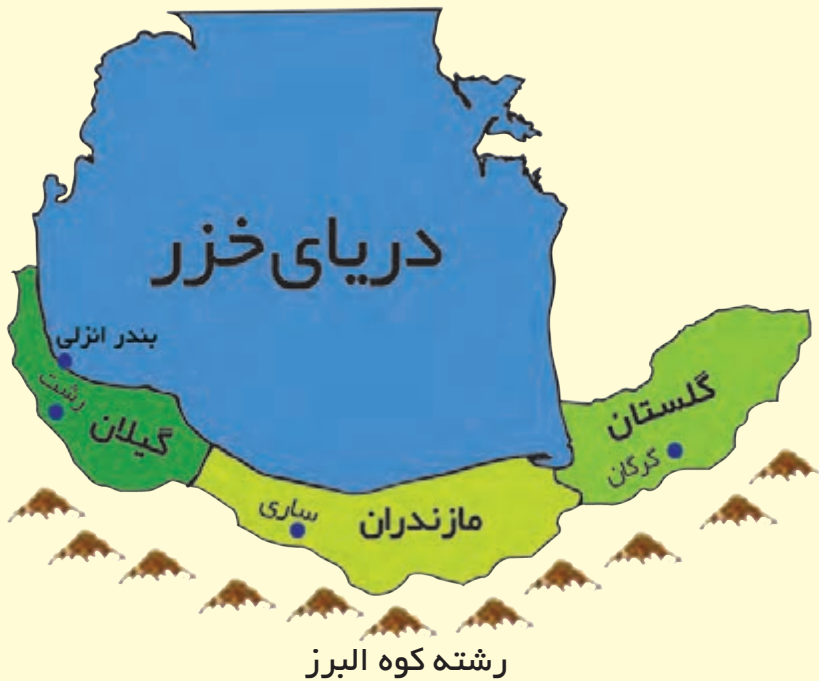 دریای خزر
بندر انزلی
رشت
گیلان
ساری
مازندران
گلستان
گرگان
رشته کوه البرز